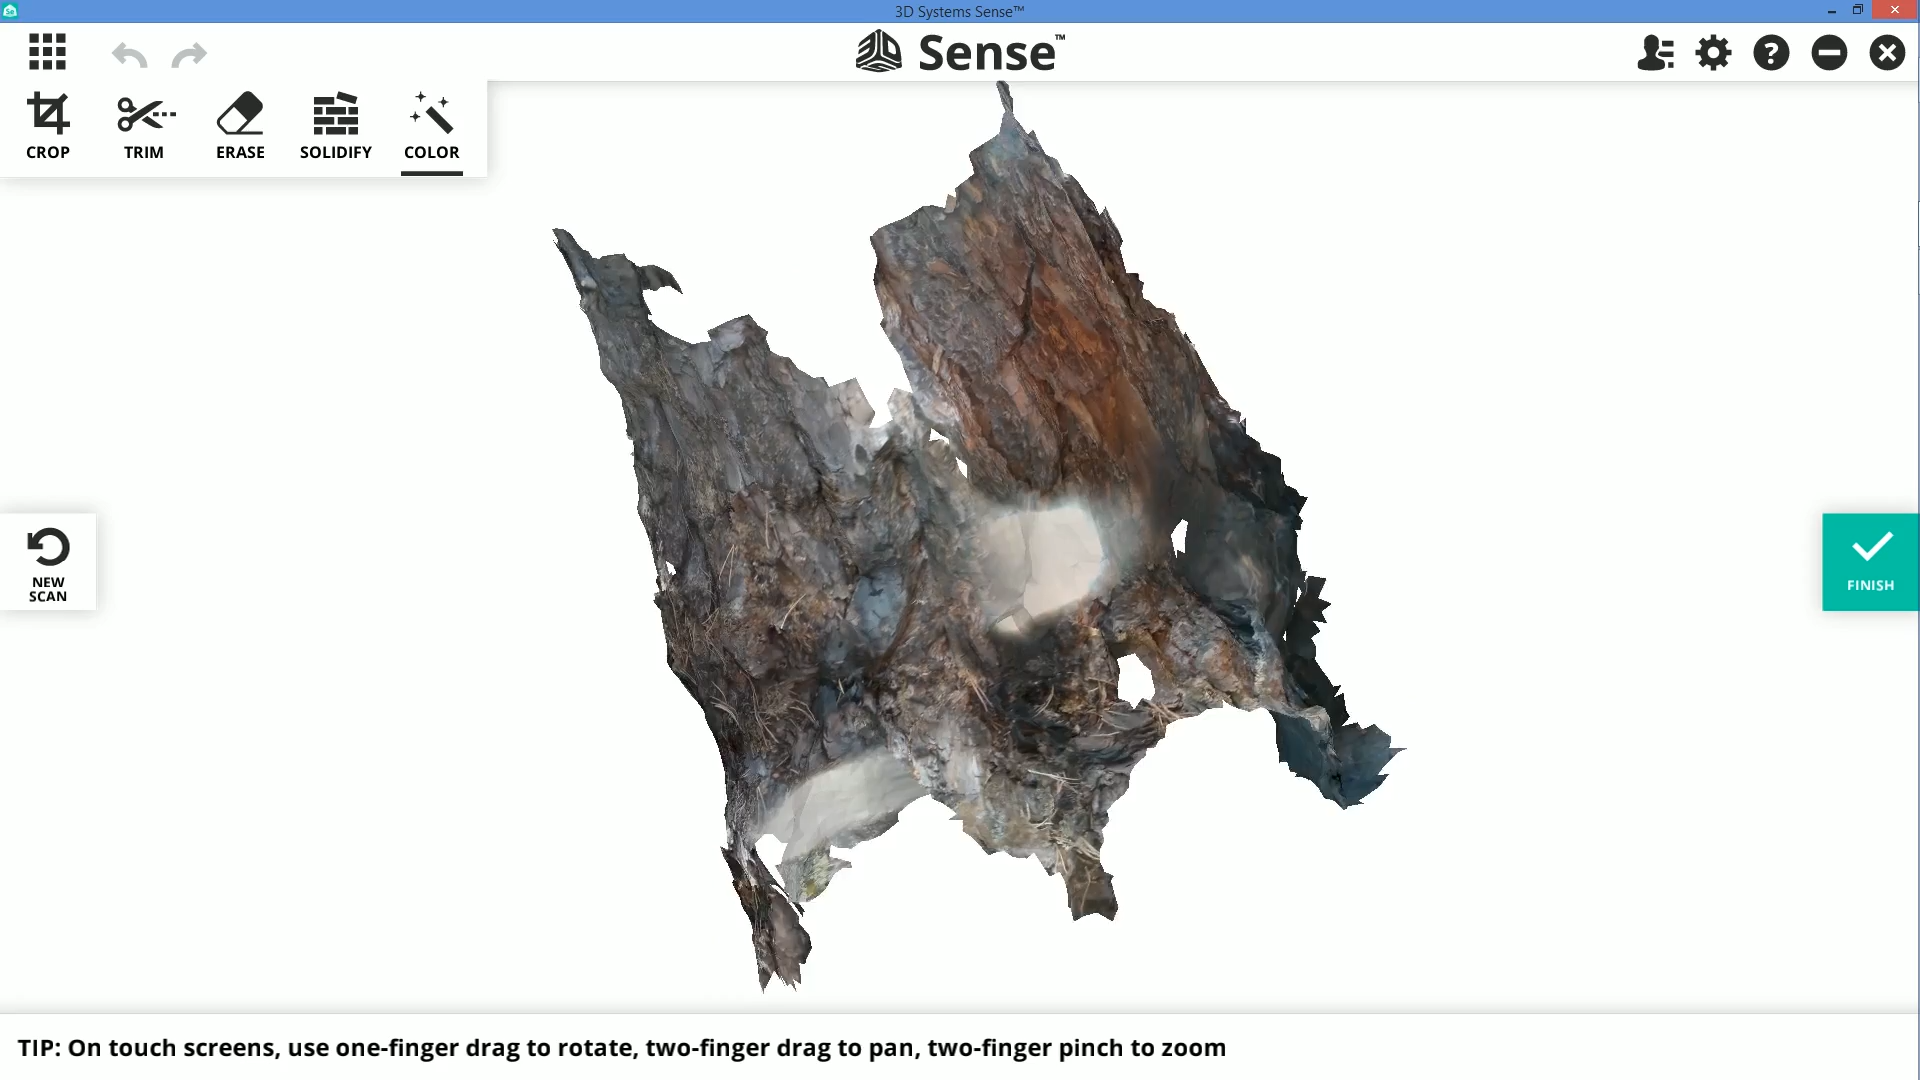 3D Systems Sense™
Sense™
CROP
TRIM
ERASE
SOLIDIFY
COLOR
NEW
SCAN
FINISH
TIP: On touch screens, use one-finger drag to rotate, two-finger drag to pan, two-finger pinch to zoom